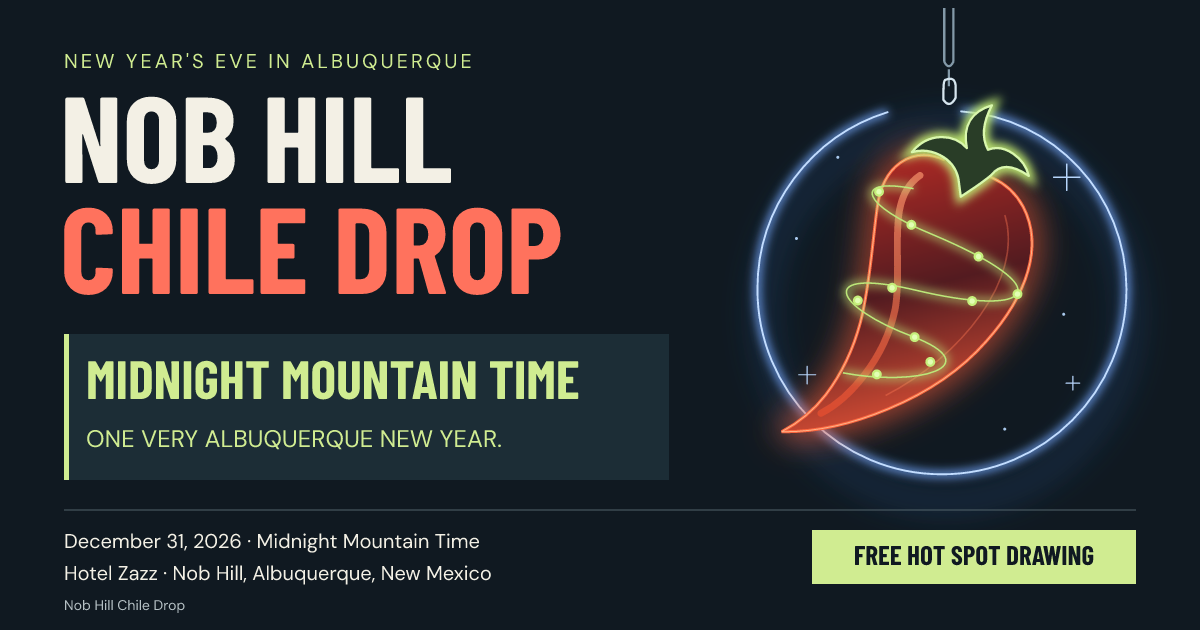 NEW YEAR'S EVE IN ALBUQUERQUE
NOB HILL
CHILE DROP
MIDNIGHT MOUNTAIN TIME
ONE VERY ALBUQUERQUE NEW YEAR.
December 31, 2026 · Midnight Mountain Time
Hotel Zazz · Nob Hill, Albuquerque, New Mexico
Nob Hill Chile Drop
FREE HOT SPOT DRAWING